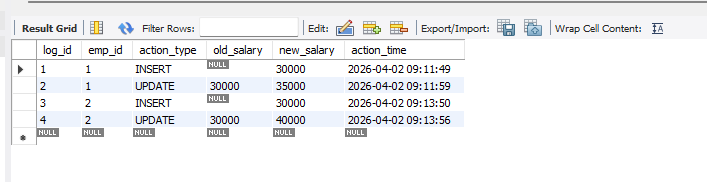 Result Grid Filter Rows: Edit: Export/Import: Wrap Cell Content: IA
log_id emp_id action_type old_salary new_salary action_time
1 1 INSERT NULL 30000 2026-04-02 09:11:49
2 1 UPDATE 30000 35000 2026-04-02 09:11:59
3 2 INSERT NULL 30000 2026-04-02 09:13:50
4 2 UPDATE 30000 40000 2026-04-02 09:13:56
NULL NULL NULL NULL NULL NULL